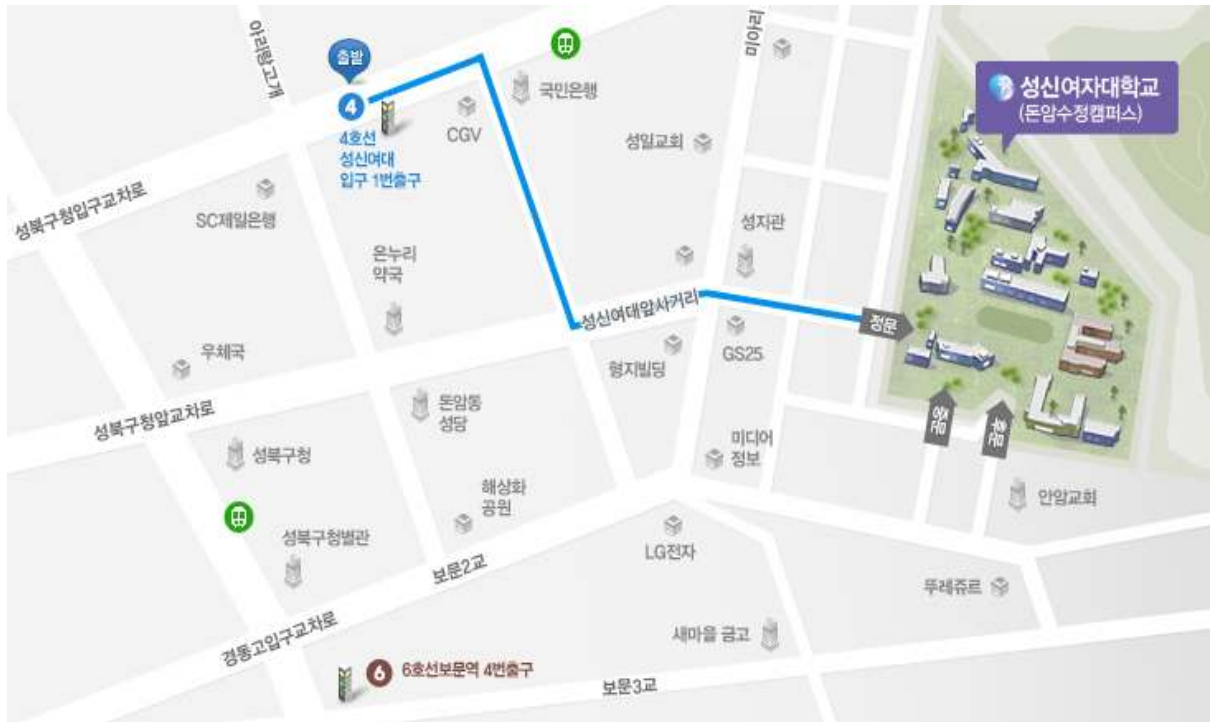 아리랑고개
미아리
출발
4
4호선
성신여대
입구 1번출구
CGV
국민은행
성신여자대학교
(돈암수정캠퍼스)
성북구청입구교차로
SC제일은행
성일교회
성지관
온누리
약국
성신여대앞사거리
정문
우체국
형지빌딩
GS25
성북구청앞교차로
돈암동
성당
중문
후문
성북구청
미디어
정보
해상화
공원
안암교회
성북구청별관
LG전자
보문2교
뚜레쥬르
경동고입구교차로
새마을 금고
6
6호선보문역 4번출구
보문3교